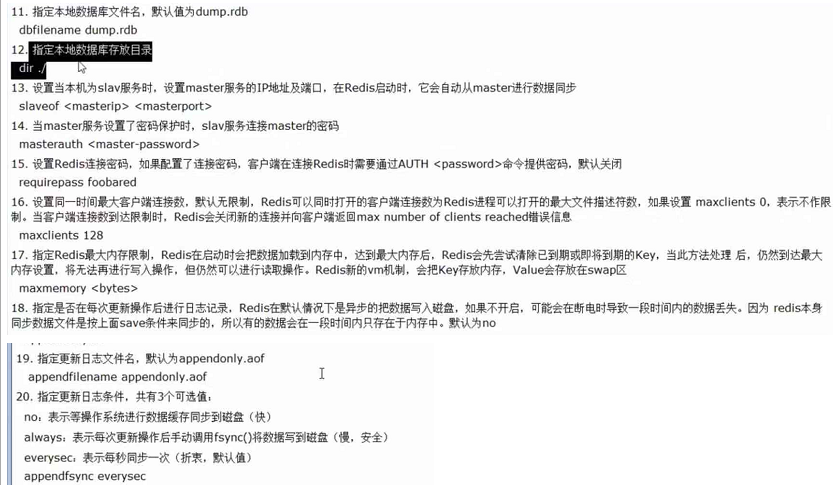 11. 指定本地数据库文件名，默认值为dump.rdb
dbfilename dump.rdb
12. 指定本地数据库存放目录
dir ./
13. 设置当本机为slav服务时，设置master服务的IP地址及端口，在Redis启动时，它会自动从master进行数据同步
slaveof <masterip> <masterport>
14. 当master服务设置了密码保护时，slav服务连接master的密码
masterauth <master-password>
15. 设置Redis连接密码，如果配置了连接密码，客户端在连接Redis时需要通过AUTH <password>命令提供密码，默认关闭
requirepass foobared
16. 设置同一时间最大客户端连接数，默认无限制，Redis可以同时打开的客户端连接数为Redis进程可以打开的最大文件描述符数，如果设置 maxclients 0，表示不作限
制。当客户端连接数到达限制时，Redis会关闭新的连接并向客户端返回max number of clients reached错误信息
maxclients 128
17. 指定Redis最大内存限制，Redis在启动时会把数据加载到内存中，达到最大内存后，Redis会先尝试清除已到期或即将到期的Key，当此方法处理 后，仍然到达最大
内存设置，将无法再进行写入操作，但仍然可以进行读取操作。Redis新的vm机制，会把Key存放内存，Value会存放在swap区
maxmemory <bytes>
18. 指定是否在每次更新操作后进行日志记录，Redis在默认情况下是异步的把数据写入磁盘，如果不开启，可能会在断电时导致一段时间内的数据丢失。因为 redis本身
同步数据文件是按上面save条件来同步的，所以有的数据会在一段时间内只存在于内存中。默认为no
19. 指定更新日志文件名，默认为appendonly.aof
appendfilename appendonly.aof
20. 指定更新日志条件，共有3个可选值：
no：表示等操作系统进行数据缓存同步到磁盘（快）
always：表示每次更新操作后手动调用fsync()将数据写到磁盘（慢，安全）
everysec：表示每秒同步一次（折衷，默认值）
appendfsync everysec